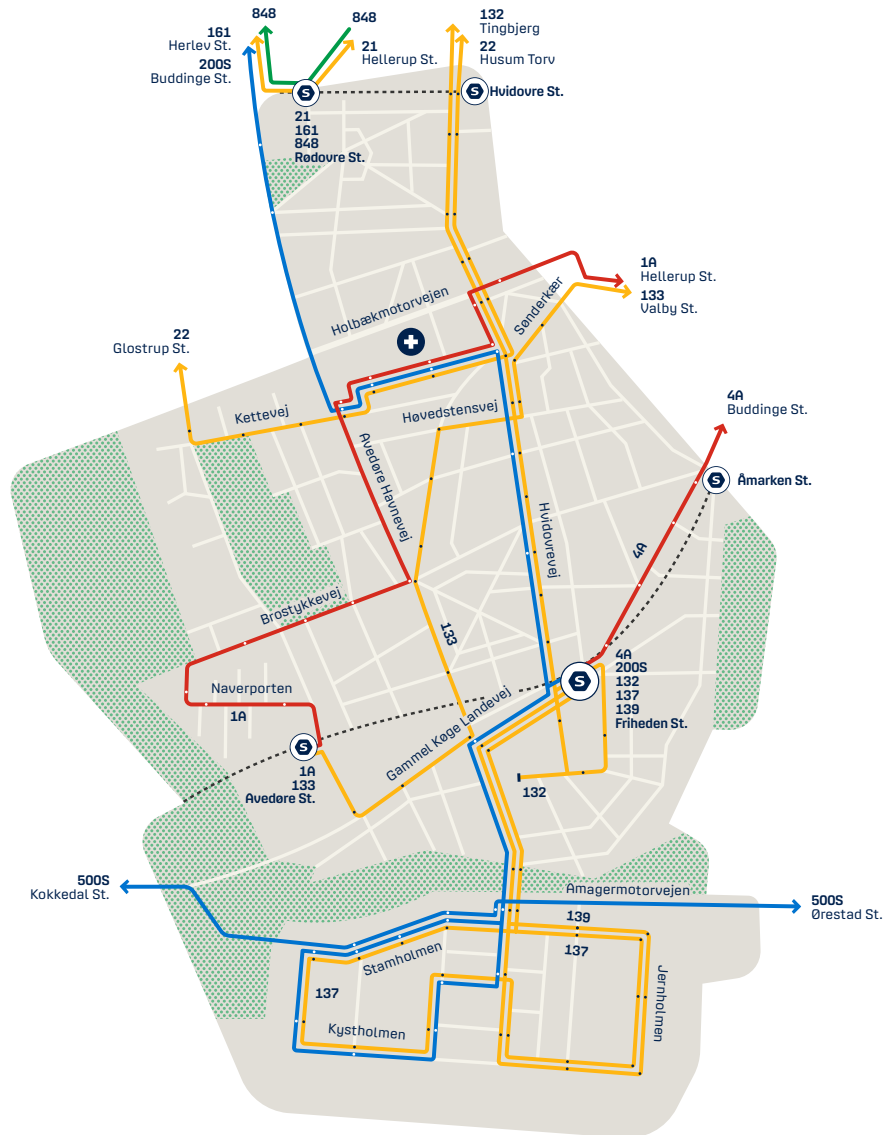 848
848
161
Herlev St.
200S
Buddinge St.
21
Hellerup St.
132
Tingbjerg
22
Husum Torv
S
S
Hvidovre St.
21
161
848
Rødovre St.
1A
Hellerup St.
133
Valby St.
Sønderkær
Holbækmotorvejen
22
Glostrup St.
Kettevej
Høvedstensvej
4A
Buddinge St.
Avedøre Havnevej
S
Åmarken St.
Hvidovrevej
4A
Brostykkevej
133
4A
200S
132
137
139
Friheden St.
S
Naverporten
1A
Gammel Køge Landevej
S
1A
133
Avedøre St.
132
500S
Kokkedal St.
Amagermotorvejen
500S
Ørestad St.
139
137
Stamholmen
137
Jernholmen
Kystholmen